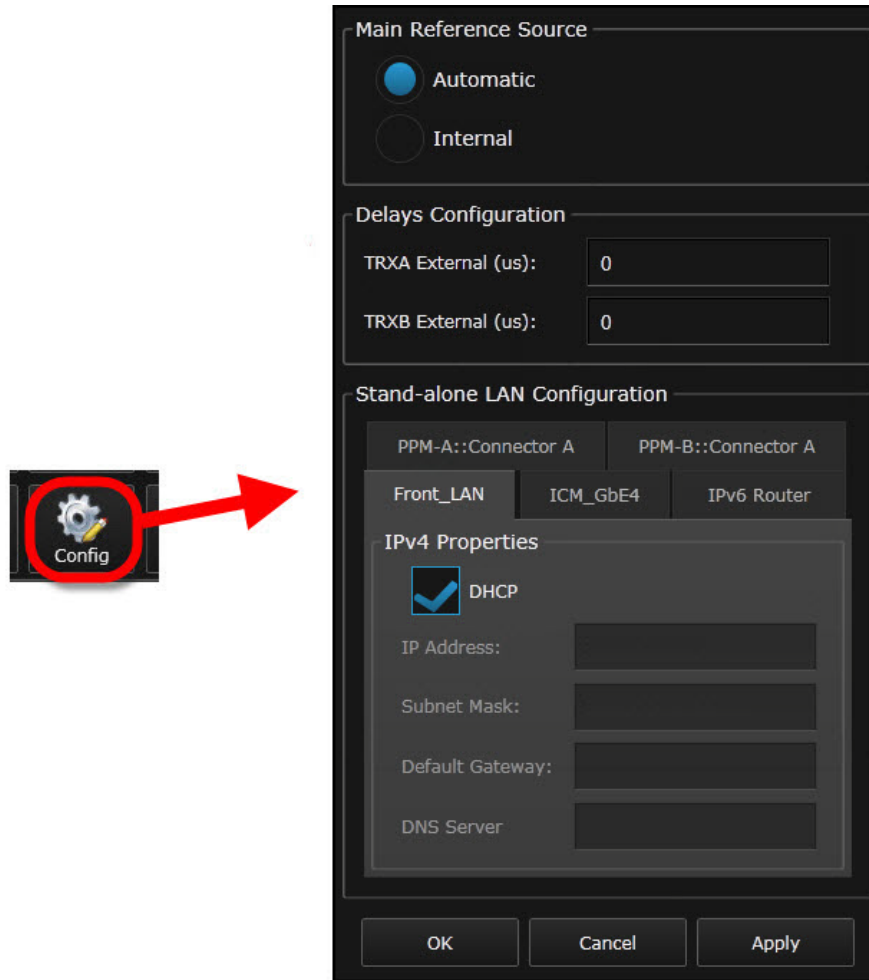 Main Reference Source
Automatic
Internal
Delays Configuration
TRXA External (us): 0
TRXB External (us): 0
Stand-alone LAN Configuration
PPM-A::Connector A PPM-B::Connector A
Front_LAN ICM_GbE4 IPv6 Router
IPv4 Properties
DHCP
IP Address:
Subnet Mask:
Default Gateway:
DNS Server
OK Cancel Apply
Config